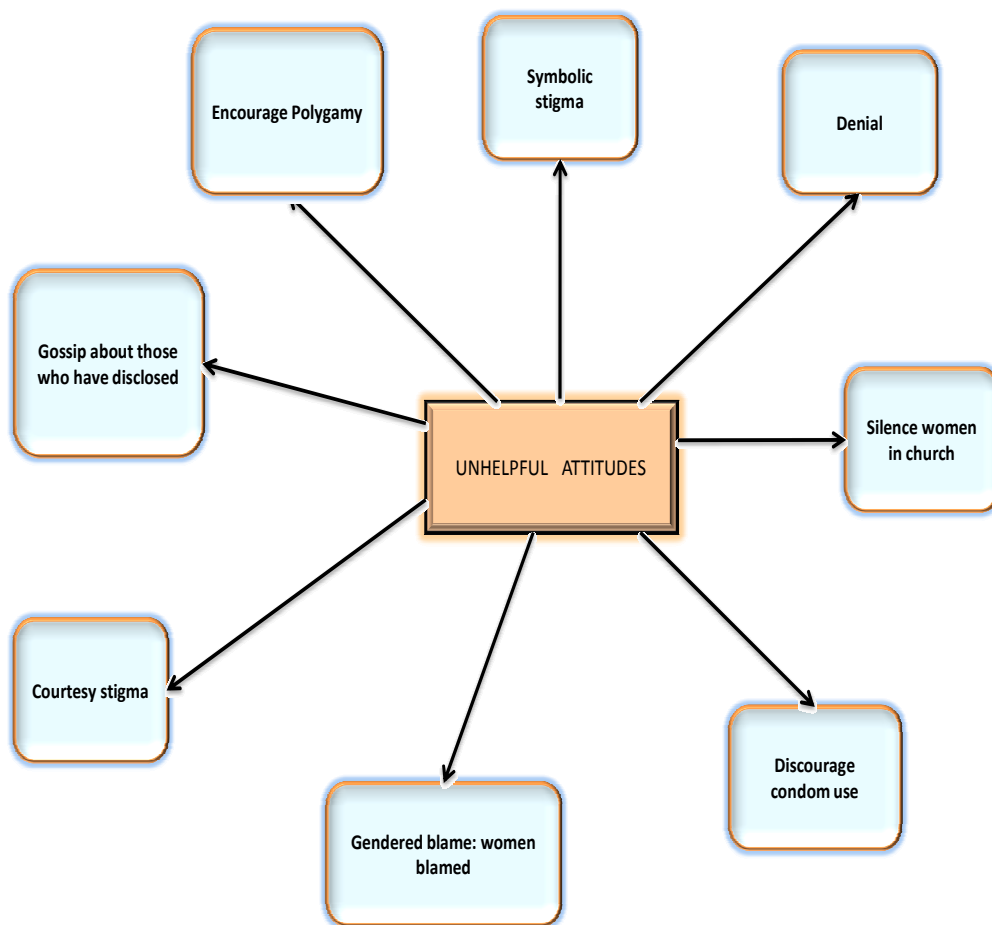 Encourage Polygamy
Symbolic
stigma
Denial
Gossip about those
who have disclosed
UNHELPFUL ATTITUDES
Silence women
in church
Courtesy stigma
Gendered blame: women
blamed
Discourage
condom use